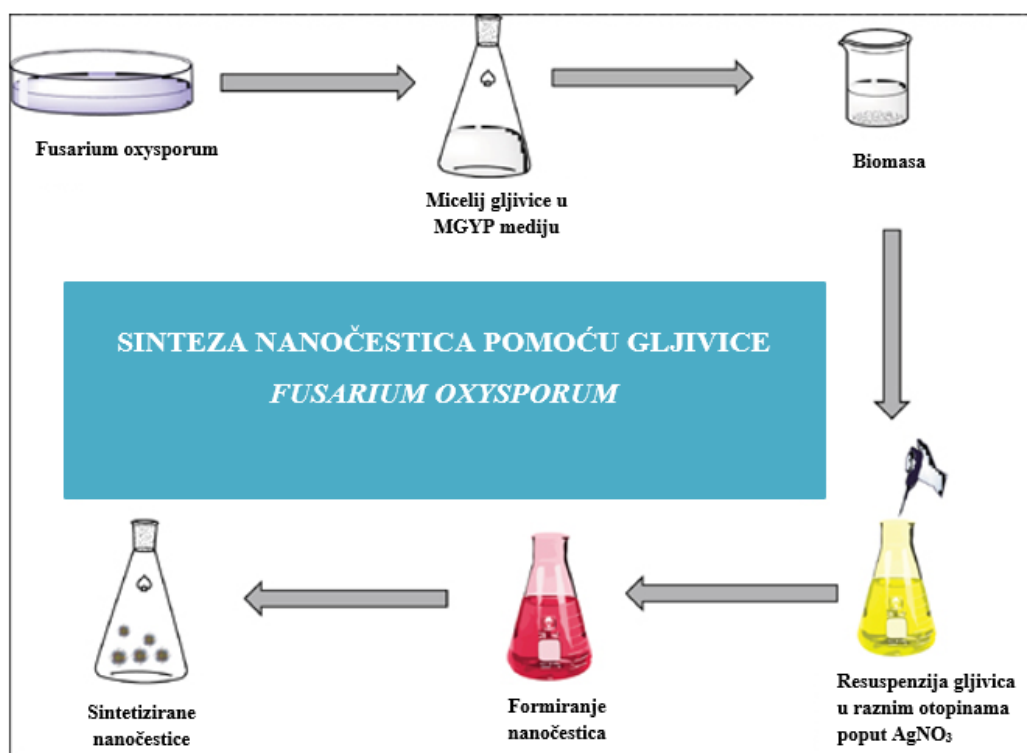 Fusarium oxysporum
Micelij gljivice u
MGYP mediju
Biomasa
SINTEZA NANOČESTICA POMOĆU GLJIVICE
FUSARIUM OXYSPORUM
Resuspenzija gljivica
u raznim otopinama
poput AgNO₃
Formiranje
nanočestica
Sintetizirane
nanočestice